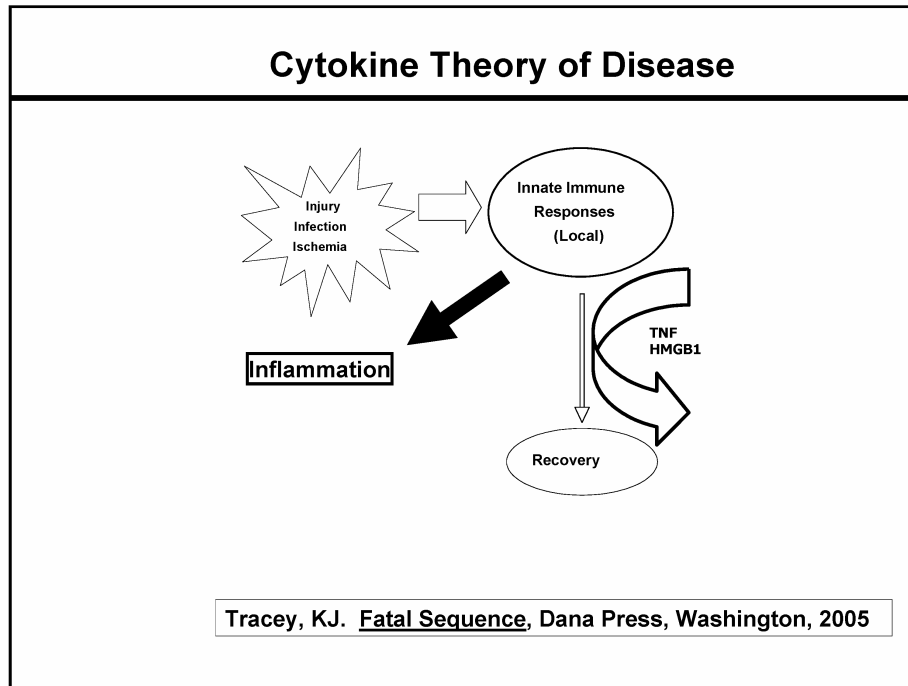 Cytokine Theory of Disease
Injury
Infection
Ischemia
Innate Immune
Responses
(Local)
TNF
HMGB1
Inflammation
Recovery
Tracey, KJ. Fatal Sequence, Dana Press, Washington, 2005